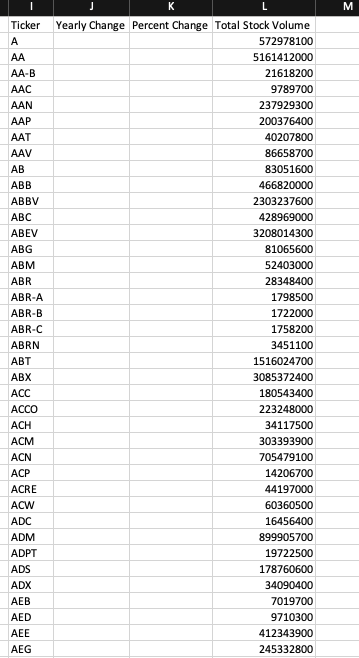 I J K L M
Ticker Yearly Change Percent Change Total Stock Volume
A 572978100
AA 5161412000
AA-B 21618200
AAC 9789700
AAN 237929300
AAP 200376400
AAT 40207800
AAV 86658700
AB 83051600
ABB 466820000
ABBV 2303237600
ABC 428969000
ABEV 3208014300
ABG 81065600
ABM 52403000
ABR 28348400
ABR-A 1798500
ABR-B 1722000
ABR-C 1758200
ABRN 3451100
ABT 1516024700
ABX 3085372400
ACC 180543400
ACCO 223248000
ACH 34117500
ACM 303393900
ACN 705479100
ACP 14206700
ACRE 44197000
ACW 60360500
ADC 16456400
ADM 899905700
ADPT 19722500
ADS 178760600
ADX 34090400
AEB 7019700
AED 9710300
AEE 412343900
AEG 245332800